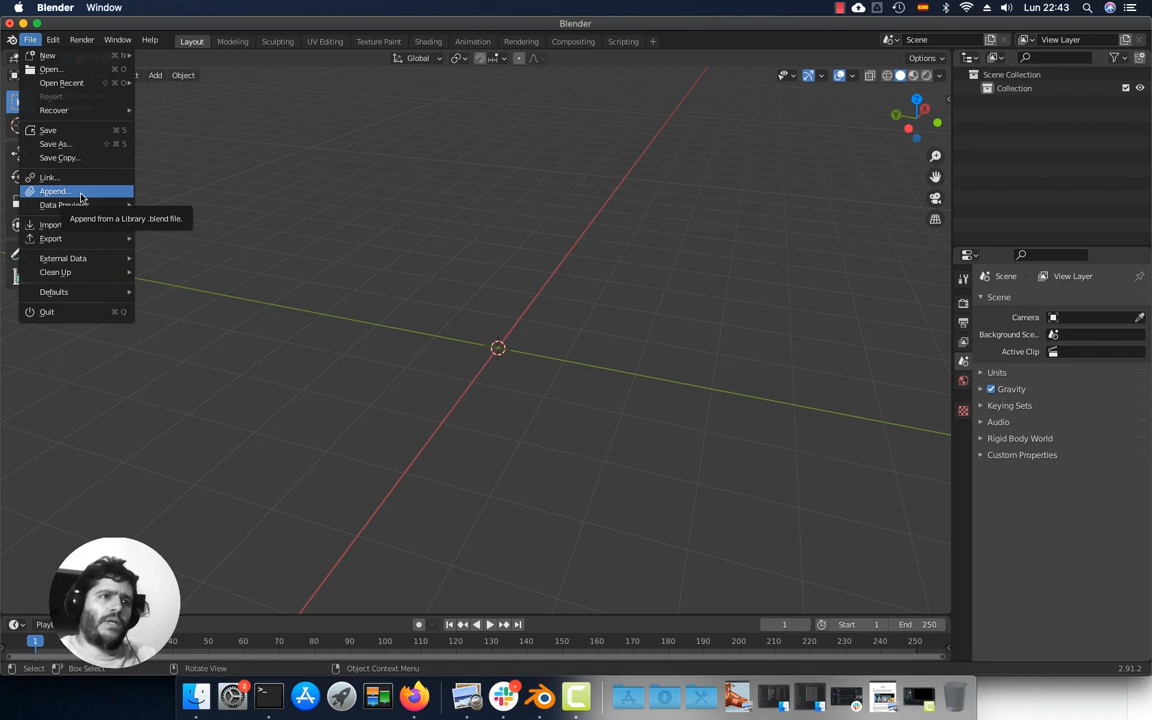 Blender Window Lun 22:43
Blender
File Edit Render Window Help Layout Modeling Sculpting UV Editing Texture Paint Shading Animation Rendering Compositing Scripting + Scene View Layer
New ⌘ N
Global
Options
Open... ⌘ O
Open Recent ⇧ ⌘ O
Add Object
Scene Collection
Revert
Collection
Recover
Save ⌘ S
Save As... ⇧ ⌘ S
Save Copy...
Link...
Append...
Data Previews
Append from a Library .blend file.
Import
Export
External Data
Clean Up
Defaults
Quit ⌘ Q
Z
X
Y
Scene View Layer
Scene
Camera
Background Sce..
Active Clip
Units
Gravity
Keying Sets
Audio
Rigid Body World
Custom Properties
1 Start 1 End 250
1 40 50 60 70 80 90 100 110 120 130 140 150 160 170 180 190 200 210 220 230 240 250
Select Box Select Rotate View Object Context Menu 2.91.2
2